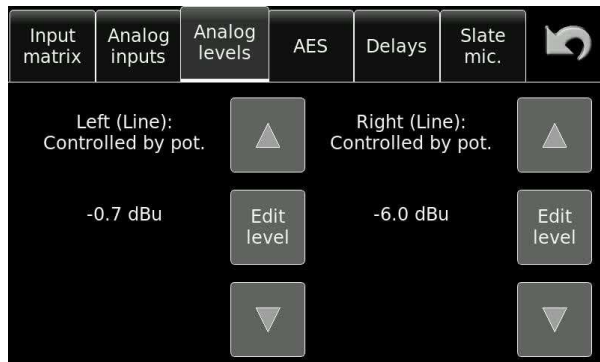 Input
matrix
Analog
inputs
Analog
levels
AES
Delays
Slate
mic.
Left (Line):
Controlled by pot.
Right (Line):
Controlled by pot.
-0.7 dBu
Edit
level
-6.0 dBu
Edit
level